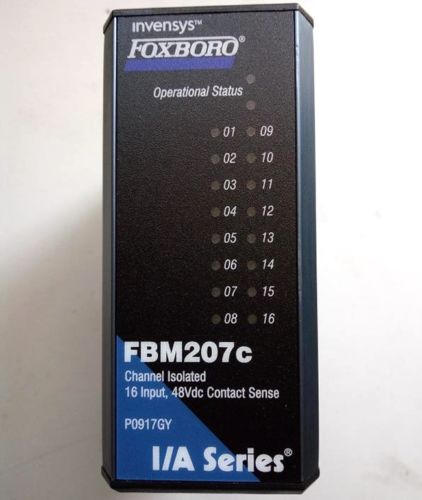 invensys™
FOXBORO®
Operational Status
01 09
02 10
03 11
04 12
05 13
06 14
07 15
08 16
FBM207c
Channel Isolated
16 Input, 48Vdc Contact Sense
P0917GY
I/A Series®